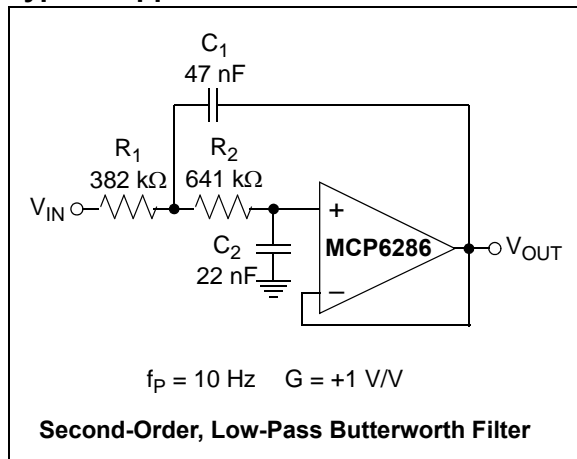 C1
47 nF
R1
382 kΩ
R2
641 kΩ
VIN
+
C2
22 nF
MCP6286
−
VOUT
fP = 10 Hz G = +1 V/V
Second-Order, Low-Pass Butterworth Filter